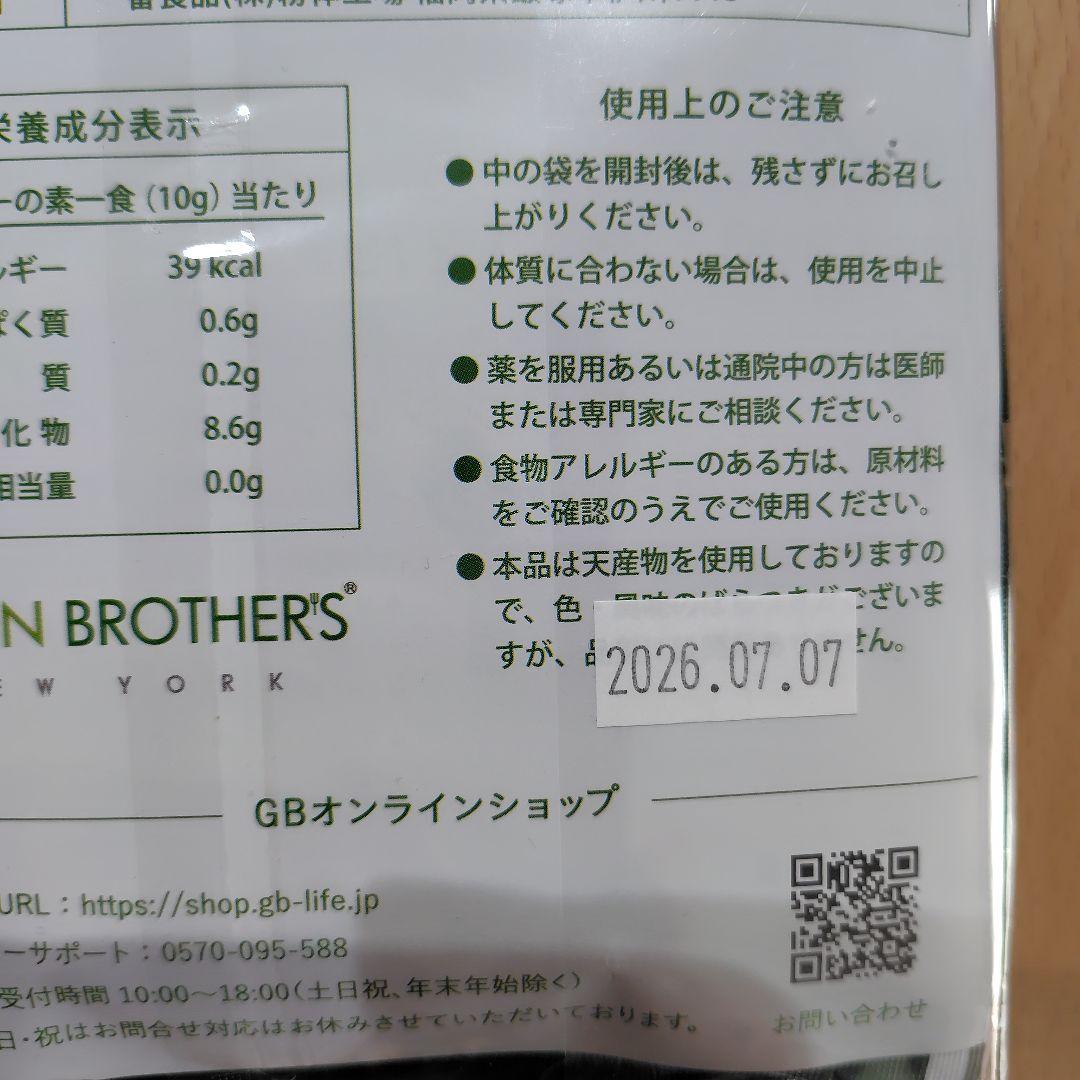 栄養成分表示
ーの素一食（10g）当たり
ルギー 39 kcal
ぱく質 0.6g
質 0.2g
化物 8.6g
相当量 0.0g
N BROTHER'S®
EW YORK
使用上のご注意
●中の袋を開封後は、残さずにお召し
上がりください。
●体質に合わない場合は、使用を中止
してください。
●薬を服用あるいは通院中の方は医師
または専門家にご相談ください。
●食物アレルギーのある方は、原材料
をご確認のうえでご使用ください。
●本品は天産物を使用しておりますの
で、色 ございま
すが、品 せん。
2026.07.07
GBオンラインショップ
URL：https://shop.gb-life.jp
ーサポート：0570-095-588
受付時間 10:00～18:00（土日祝、年末年始除く）
日・祝はお問合せ対応はお休みさせていただいております。
お問い合わせ